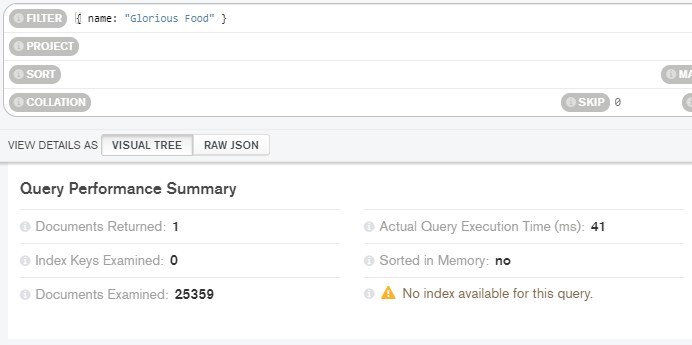 FILTER { name: "Glorious Food" }
PROJECT
SORT
COLLATION SKIP 0
VIEW DETAILS AS VISUAL TREE RAW JSON
Query Performance Summary
Documents Returned: 1 Actual Query Execution Time (ms): 41
Index Keys Examined: 0 Sorted in Memory: no
Documents Examined: 25359 No index available for this query.